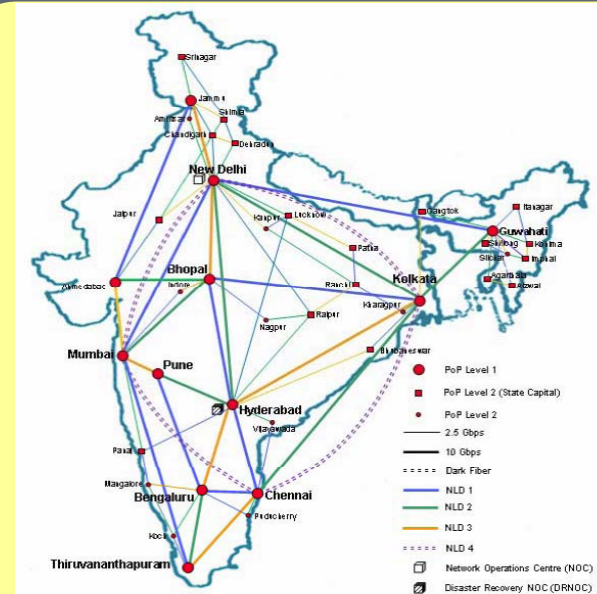 Srinagar
Jammu
Amritsar
Shimla
Chandigarh
Dehradun
New Delhi
Jaipur
Kanpur
Lucknow
Gangtok
Itanagar
Guwahati
Patna
Shillong
Kohima
Silchar
Imphal
Bhopal
Kolkata
Agartala
Aizwal
Ahmedabad
Indore
Ranchi
Kharagpur
Nagpur
Raipur
Mumbai
Bhubaneswar
Pune
PoP Level 1
PoP Level 2 (State Capital)
Hyderabad
PoP Level 2
Vijayawada
2.5 Gbps
Panaji
10 Gbps
Dark Fiber
Mangalore
NLD 1
Bengaluru
Chennai
NLD 2
Puducherry
NLD 3
Kochi
NLD 4
Thiruvananthapuram
Network Operations Centre (NOC)
Disaster Recovery NOC (DRNOC)